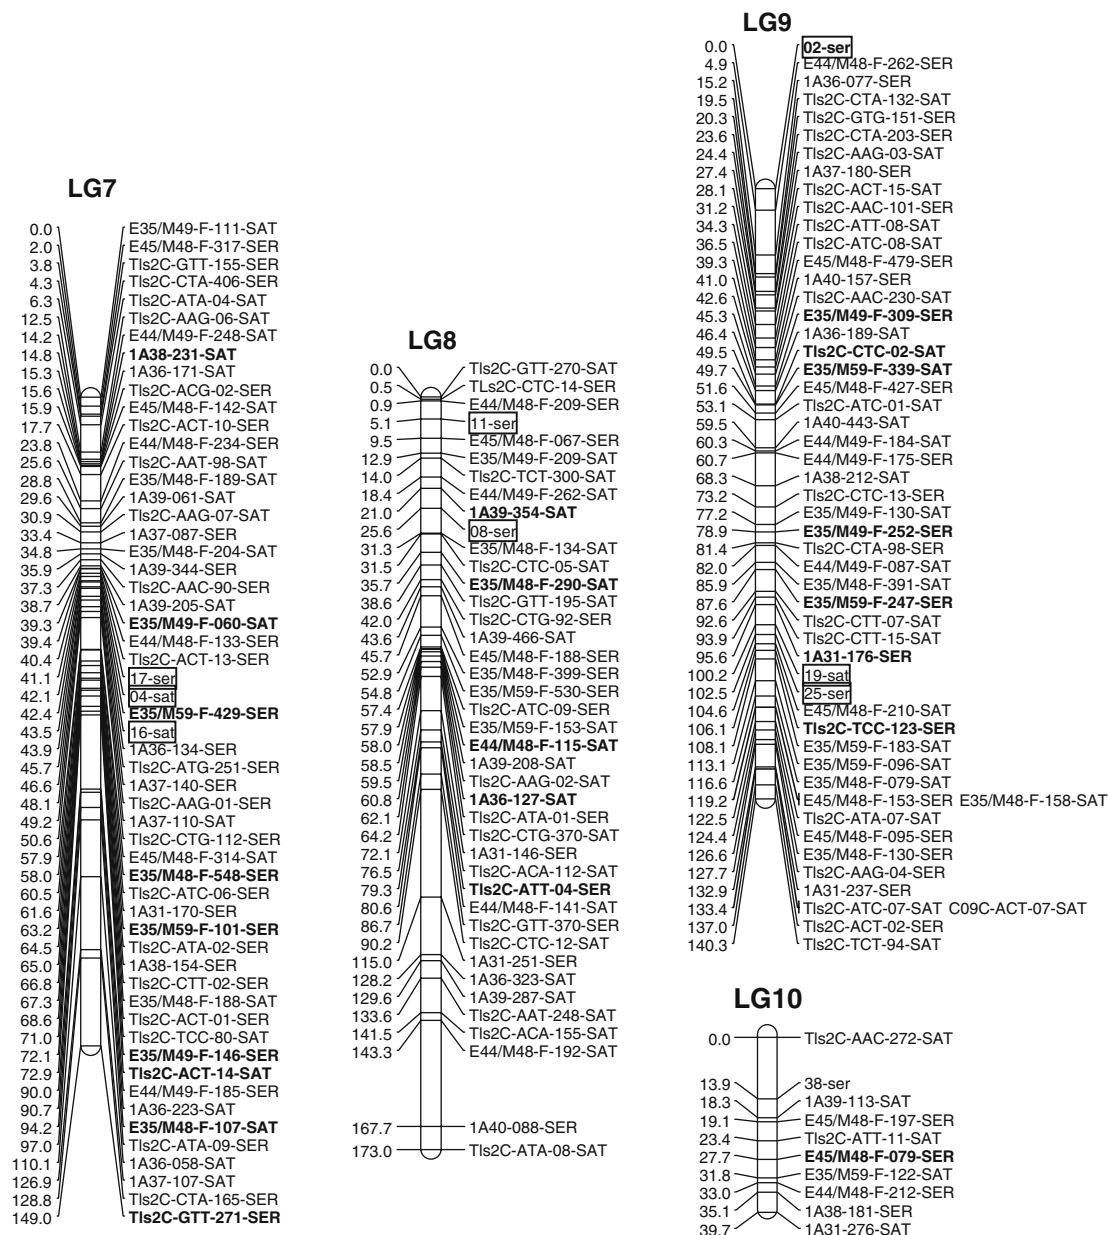 LG7
0.0 E35/M49-F-111-SAT
2.0 E45/M48-F-317-SER
3.8 Tls2C-GTT-155-SER
4.3 Tls2C-CTA-406-SER
6.3 Tls2C-ATA-04-SAT
12.5 Tls2C-AAG-06-SAT
14.2 E44/M49-F-248-SAT
14.8 1A38-231-SAT
15.3 1A36-171-SAT
15.6 Tls2C-ACG-02-SER
15.9 E45/M48-F-142-SAT
17.7 Tls2C-ACT-10-SER
23.8 E44/M48-F-234-SER
25.6 Tls2C-AAT-98-SAT
28.8 E35/M48-F-189-SAT
29.6 1A39-061-SAT
30.9 Tls2C-AAG-07-SAT
33.4 1A37-087-SER
34.8 E35/M48-F-204-SAT
35.9 1A39-344-SER
37.3 Tls2C-AAC-90-SER
38.7 1A39-205-SAT
39.3 E35/M49-F-060-SAT
39.4 E44/M48-F-133-SER
40.4 Tls2C-ACT-13-SER
41.1 17-ser
42.1 04-sat
42.4 E35/M59-F-429-SER
43.5 16-sat
43.9 1A36-134-SER
45.7 Tls2C-ATG-251-SER
46.6 1A37-140-SER
48.1 Tls2C-AAG-01-SER
49.2 1A37-110-SAT
50.6 Tls2C-CTG-112-SER
57.9 E45/M48-F-314-SAT
58.0 E35/M48-F-548-SER
60.5 Tls2C-ATC-06-SER
61.6 1A31-170-SER
63.2 E35/M59-F-101-SER
64.5 Tls2C-ATA-02-SER
65.0 1A38-154-SER
66.8 Tls2C-CTT-02-SER
67.3 E35/M48-F-188-SAT
68.6 Tls2C-ACT-01-SER
71.0 Tls2C-TCC-80-SAT
72.1 E35/M49-F-146-SER
72.9 Tls2C-ACT-14-SAT
90.0 E44/M49-F-185-SER
90.7 1A36-223-SAT
94.2 E35/M48-F-107-SAT
97.0 Tls2C-ATA-09-SER
110.1 1A36-058-SAT
126.9 1A37-107-SAT
128.8 Tls2C-CTA-165-SER
149.0 Tls2C-GTT-271-SER
LG8
0.0 Tls2C-GTT-270-SAT
0.5 TLs2C-CTC-14-SER
0.9 E44/M48-F-209-SER
5.1 11-ser
9.5 E45/M48-F-067-SER
12.9 E35/M49-F-209-SAT
14.0 Tls2C-TCT-300-SAT
18.4 E44/M49-F-262-SAT
21.0 1A39-354-SAT
25.6 08-ser
31.3 E35/M48-F-134-SAT
31.5 Tls2C-CTC-05-SAT
35.7 E35/M48-F-290-SAT
38.6 Tls2C-GTT-195-SAT
42.0 Tls2C-CTG-92-SER
43.6 1A39-466-SAT
45.7 E45/M48-F-188-SER
52.9 E35/M48-F-399-SER
54.8 E35/M59-F-530-SER
57.4 Tls2C-ATC-09-SER
57.9 E35/M59-F-153-SAT
58.0 E44/M48-F-115-SAT
58.5 1A39-208-SAT
59.5 Tls2C-AAG-02-SAT
60.8 1A36-127-SAT
62.1 Tls2C-ATA-01-SER
64.2 Tls2C-CTG-370-SAT
72.1 1A31-146-SER
76.5 Tls2C-ACA-112-SAT
79.3 Tls2C-ATT-04-SER
80.6 E44/M48-F-141-SAT
86.7 Tls2C-GTT-370-SER
90.2 Tls2C-CTC-12-SAT
115.0 1A31-251-SER
128.2 1A36-323-SAT
129.6 1A39-287-SAT
133.6 Tls2C-AAT-248-SAT
141.5 Tls2C-ACA-155-SAT
143.3 E44/M48-F-192-SAT
167.7 1A40-088-SER
173.0 Tls2C-ATA-08-SAT
LG9
0.0 02-ser
4.9 E44/M48-F-262-SER
15.2 1A36-077-SER
19.5 Tls2C-CTA-132-SAT
20.3 Tls2C-GTG-151-SER
23.6 Tls2C-CTA-203-SER
24.4 Tls2C-AAG-03-SAT
27.4 1A37-180-SER
28.1 Tls2C-ACT-15-SAT
31.2 Tls2C-AAC-101-SER
34.3 Tls2C-ATT-08-SAT
36.5 Tls2C-ATC-08-SAT
39.3 E45/M48-F-479-SER
41.0 1A40-157-SER
42.6 Tls2C-AAC-230-SAT
45.3 E35/M49-F-309-SER
46.4 1A36-189-SAT
49.5 Tls2C-CTC-02-SAT
49.7 E35/M59-F-339-SAT
51.6 E45/M48-F-427-SER
53.1 Tls2C-ATC-01-SAT
59.5 1A40-443-SAT
60.3 E44/M49-F-184-SAT
60.7 E44/M49-F-175-SER
68.3 1A38-212-SAT
73.2 Tls2C-CTC-13-SER
77.2 E35/M49-F-130-SAT
78.9 E35/M49-F-252-SER
81.4 Tls2C-CTA-98-SER
82.0 E44/M49-F-087-SAT
85.9 E35/M48-F-391-SAT
87.6 E35/M59-F-247-SER
92.6 Tls2C-CTT-07-SAT
93.9 Tls2C-CTT-15-SAT
95.6 1A31-176-SER
100.2 19-sat
102.5 25-ser
104.6 E45/M48-F-210-SAT
106.1 Tls2C-TCC-123-SER
108.1 E35/M59-F-183-SAT
113.1 E35/M59-F-096-SAT
116.6 E35/M48-F-079-SAT
119.2 E45/M48-F-153-SER E35/M48-F-158-SAT
122.5 Tls2C-ATA-07-SAT
124.4 E45/M48-F-095-SER
126.6 E35/M48-F-130-SER
127.7 Tls2C-AAG-04-SER
132.9 1A31-237-SER
133.4 Tls2C-ATC-07-SAT C09C-ACT-07-SAT
137.0 Tls2C-ACT-02-SER
140.3 Tls2C-TCT-94-SAT
LG10
0.0 Tls2C-AAC-272-SAT
13.9 38-ser
18.3 1A39-113-SAT
19.1 E45/M48-F-197-SER
23.4 Tls2C-ATT-11-SAT
27.7 E45/M48-F-079-SER
31.8 E35/M59-F-122-SAT
33.0 E44/M48-F-212-SER
35.1 1A38-181-SER
39.7 1A31-276-SAT